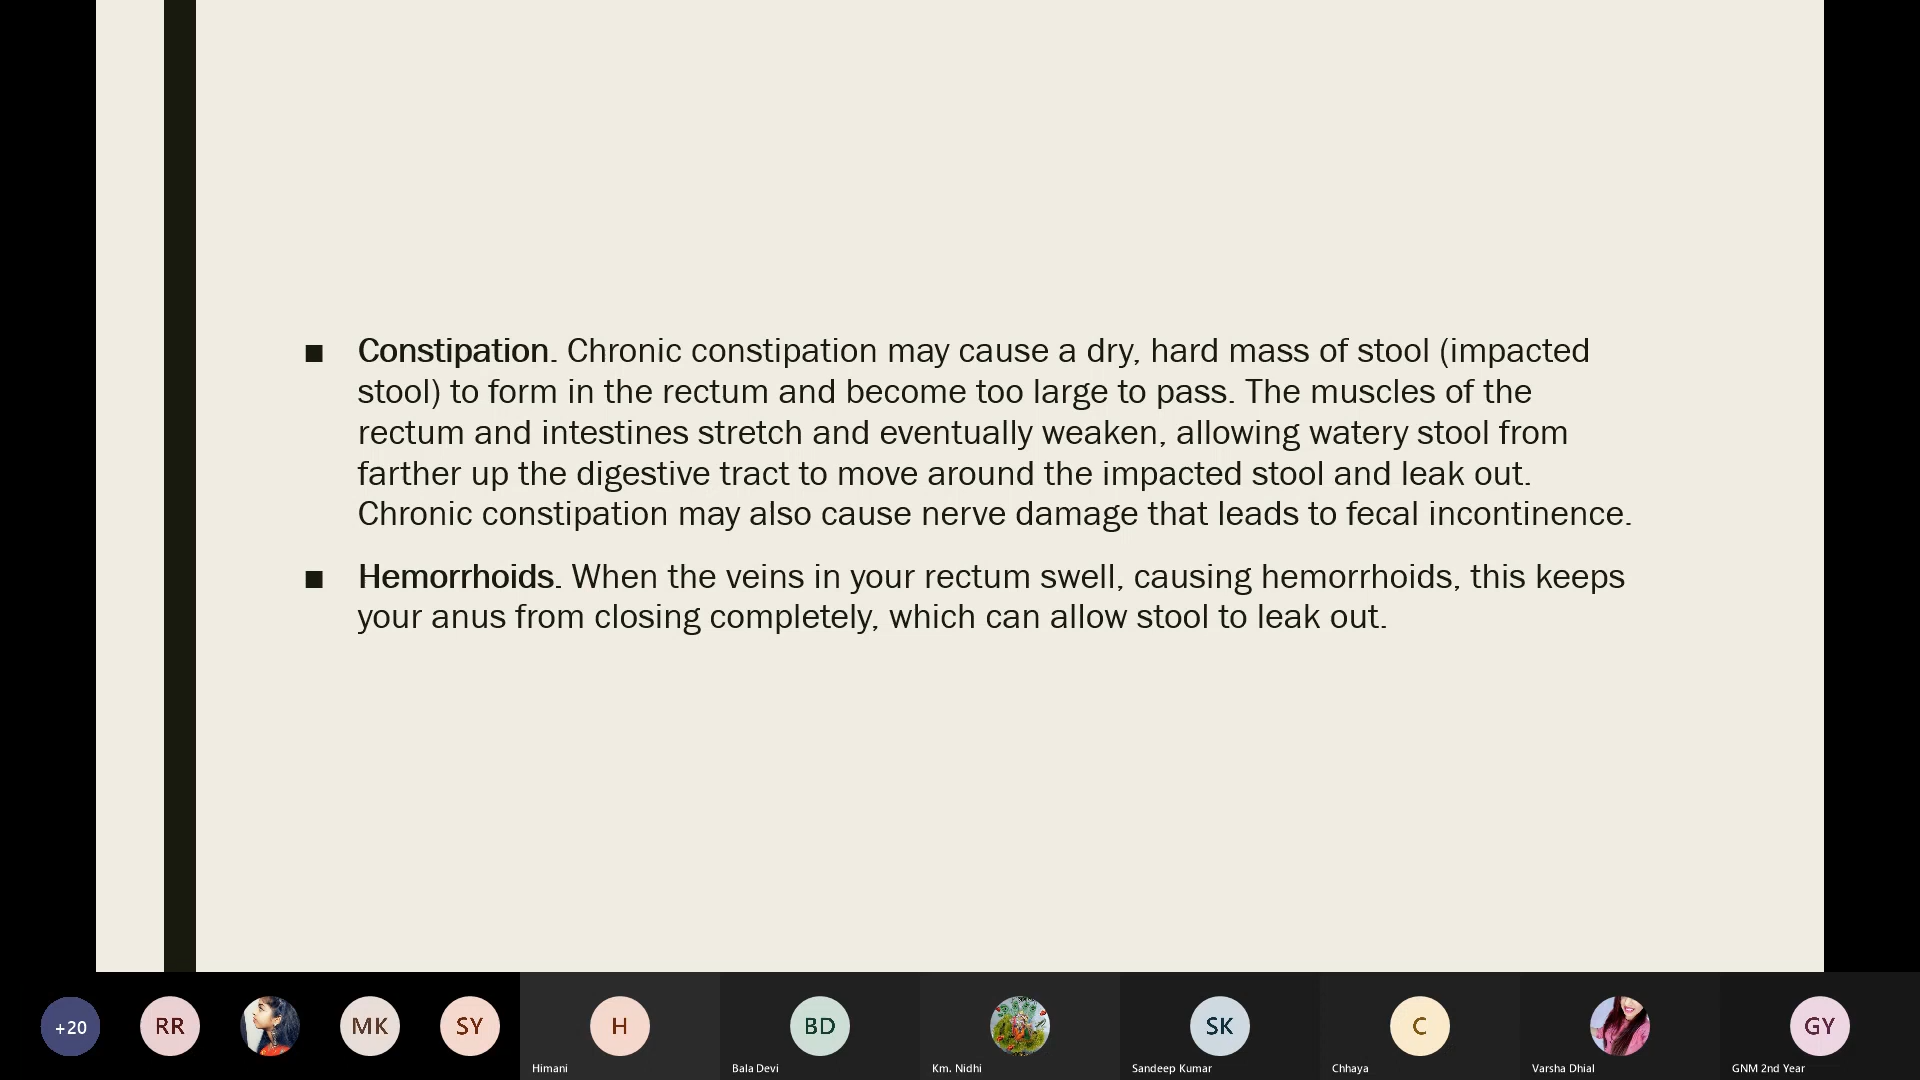 ■ Constipation. Chronic constipation may cause a dry, hard mass of stool (impacted
stool) to form in the rectum and become too large to pass. The muscles of the
rectum and intestines stretch and eventually weaken, allowing watery stool from
farther up the digestive tract to move around the impacted stool and leak out.
Chronic constipation may also cause nerve damage that leads to fecal incontinence.
■ Hemorrhoids. When the veins in your rectum swell, causing hemorrhoids, this keeps
your anus from closing completely, which can allow stool to leak out.
+20 RR MK SY H BD SK C GY
Himani Bala Devi Km. Nidhi Sandeep Kumar Chhaya Varsha Dhial GNM 2nd Year